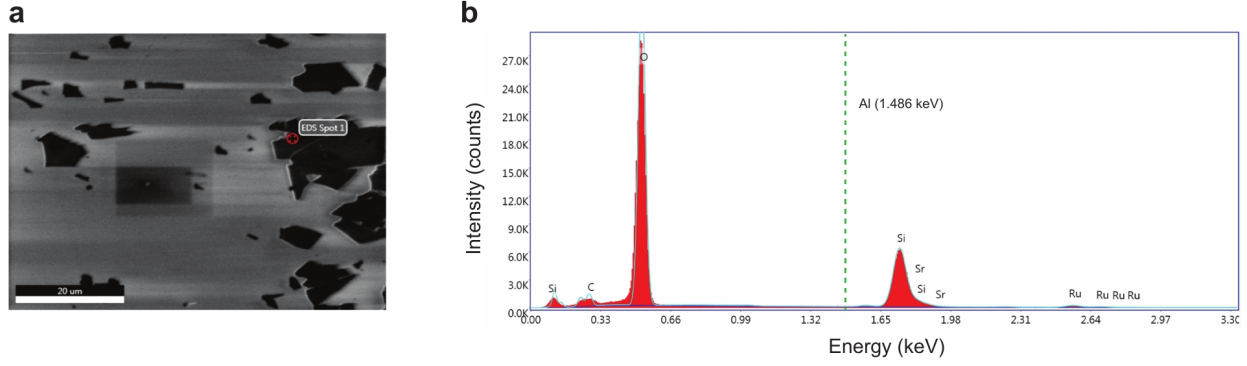 a
EDS Spot 1
20 um
b
Intensity (counts)
27.0K
24.0K
21.0K
18.0K
15.0K
12.0K
9.0K
6.0K
3.0K
0.0K
Si
C
O
Al (1.486 keV)
Si
Sr
Si
Sr
Ru
Ru Ru Ru
0.00 0.33 0.66 0.99 1.32 1.65 1.98 2.31 2.64 2.97 3.30
Energy (keV)